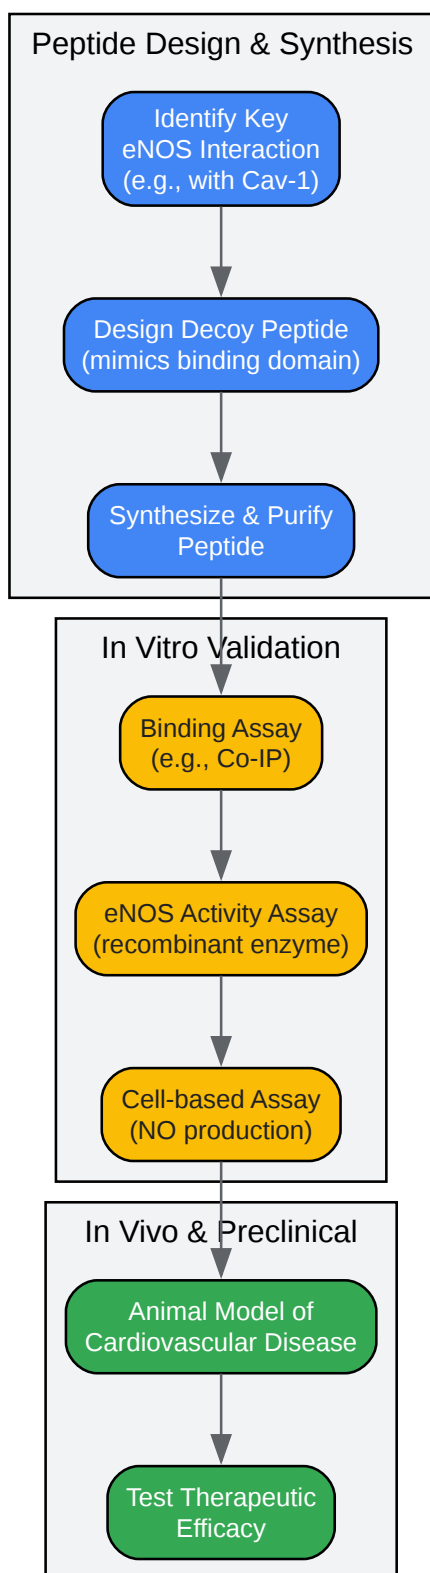 Peptide Design & Synthesis
Identify Key
eNOS Interaction
(e.g., with Cav-1)
Design Decoy Peptide
(mimics binding domain)
Synthesize & Purify
Peptide
In Vitro Validation
Binding Assay
(e.g., Co-IP)
eNOS Activity Assay
(recombinant enzyme)
Cell-based Assay
(NO production)
In Vivo & Preclinical
Animal Model of
Cardiovascular Disease
Test Therapeutic
Efficacy